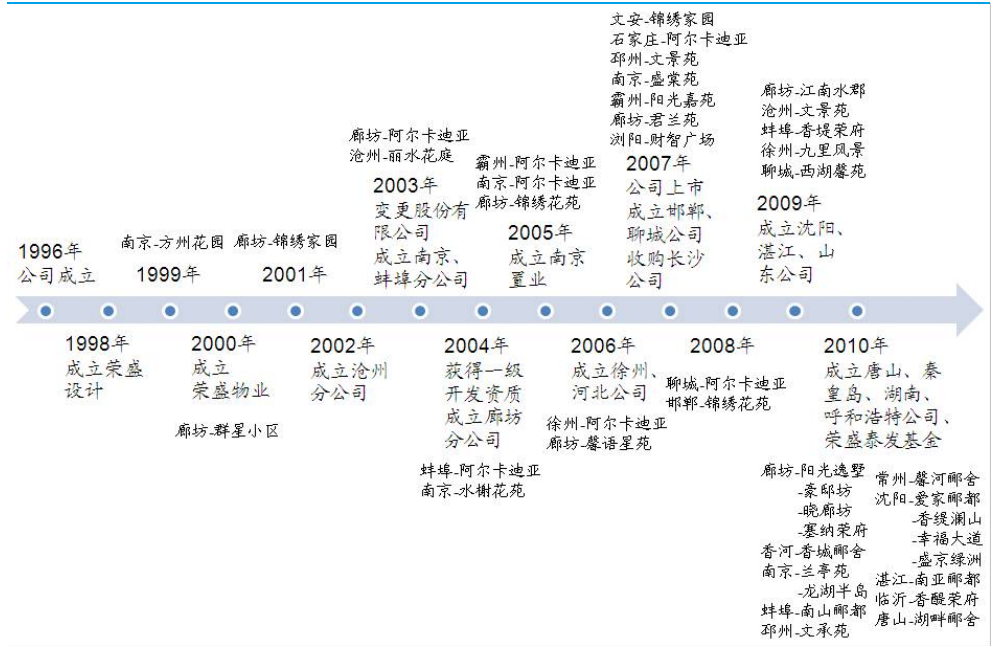 文安-锦绣家园
石家庄-阿尔卡迪亚
邳州-文景苑
南京-盛棠苑
霸州-阳光嘉苑
廊坊-君兰苑
浏阳-财智广场
2007年
公司上市
成立邯郸、
聊城公司
收购长沙
公司
廊坊-江南水郡
沧州-文景苑
蚌埠-香堤荣府
徐州-九里风景
聊城-西湖馨苑
2009年
成立沈阳、
湛江、山
东公司
廊坊-阿尔卡迪亚
沧州-丽水花庭
2003年
变更股份有
限公司
成立南京、
蚌埠分公司
霸州-阿尔卡迪亚
南京-阿尔卡迪亚
廊坊-锦绣花苑
2005年
成立南京
置业
1996年
公司成立
南京-方州花园
1999年
廊坊-锦绣家园
2001年
1998年
成立荣盛
设计
2000年
成立
荣盛物业
廊坊-群星小区
2002年
成立沧州
分公司
2004年
获得一级
开发资质
成立廊坊
分公司
蚌埠-阿尔卡迪亚
南京-水榭花苑
2006年
成立徐州、
河北公司
徐州-阿尔卡迪亚
廊坊-馨语星苑
2008年
聊城-阿尔卡迪亚
邯郸-锦绣花苑
2010年
成立唐山、秦
皇岛、湖南、
呼和浩特公司、
荣盛泰发基金
廊坊-阳光逸墅
-豪邸坊
-晓廊坊
-塞纳荣府
香河-香城郦舍
南京-兰亭苑
-龙湖半岛
蚌埠-南山郦都
邳州-文承苑
常州-馨河郦舍
沈阳-爱家郦都
-香缇澜山
-幸福大道
-盛京绿洲
湛江-南亚郦都
临沂-香醍荣府
唐山-湖畔郦舍